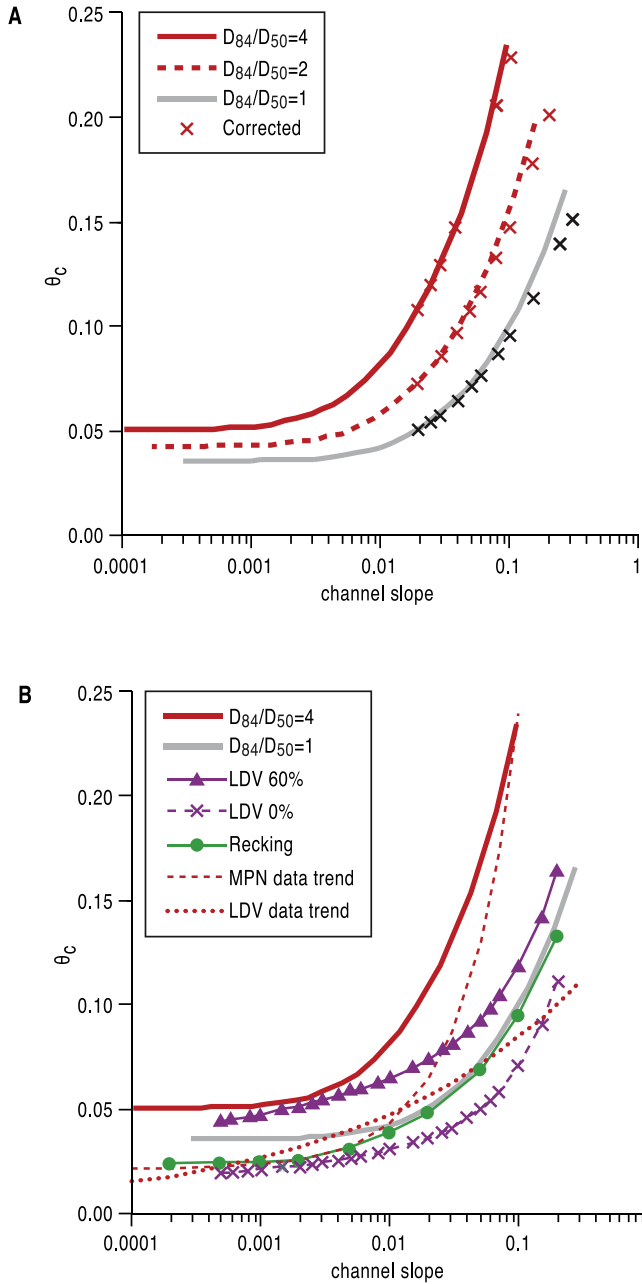 A
0.25
0.20
0.15
0.10
0.05
0.00
θc
D84/D50=4
D84/D50=2
D84/D50=1
Corrected
0.0001
0.001
0.01
0.1
1
channel slope
B
0.25
0.20
0.15
0.10
0.05
0.00
θc
D84/D50=4
D84/D50=1
LDV 60%
LDV 0%
Recking
MPN data trend
LDV data trend
0.0001
0.001
0.01
0.1
channel slope